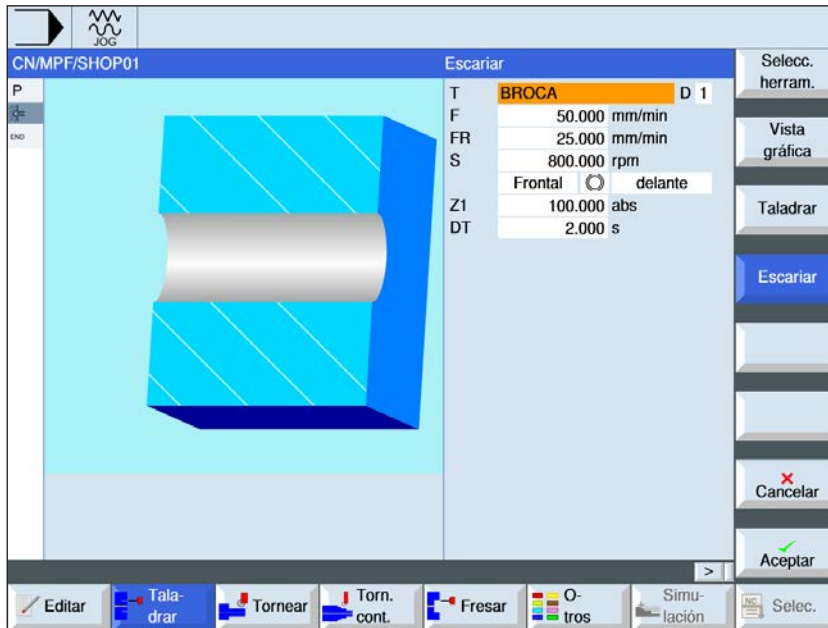 JOG
CN/MPF/SHOP01
Escariar
P
END
T BROCA D 1
F 50.000 mm/min
FR 25.000 mm/min
S 800.000 rpm
Frontal delante
Z1 100.000 abs
DT 2.000 s
Selecc.
herram.
Vista
gráfica
Taladrar
Escariar
Cancelar
Aceptar
>
Editar
Tala-
drar
Tornear
Torn.
cont.
Fresar
O-
tros
Simu-
lación
NC
Selec.